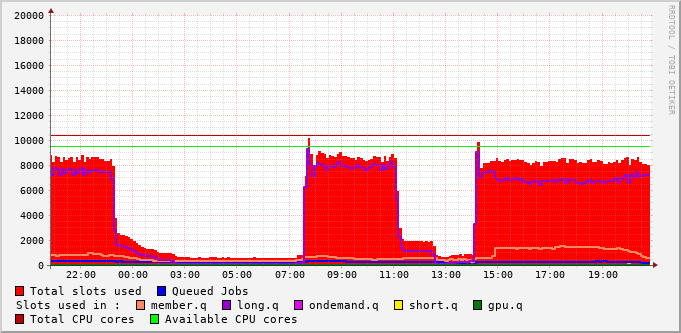 20000
18000
16000
14000
12000
10000
8000
6000
4000
2000
0
22:00 00:00 03:00 05:00 07:00 09:00 11:00 14:00 15:00 17:00 19:00
RRDTOOL / TOBI OETIKER
Total slots used Queued Jobs
Slots used in : member.q long.q ondemand.q short.q gpu.q
Total CPU cores Available CPU cores